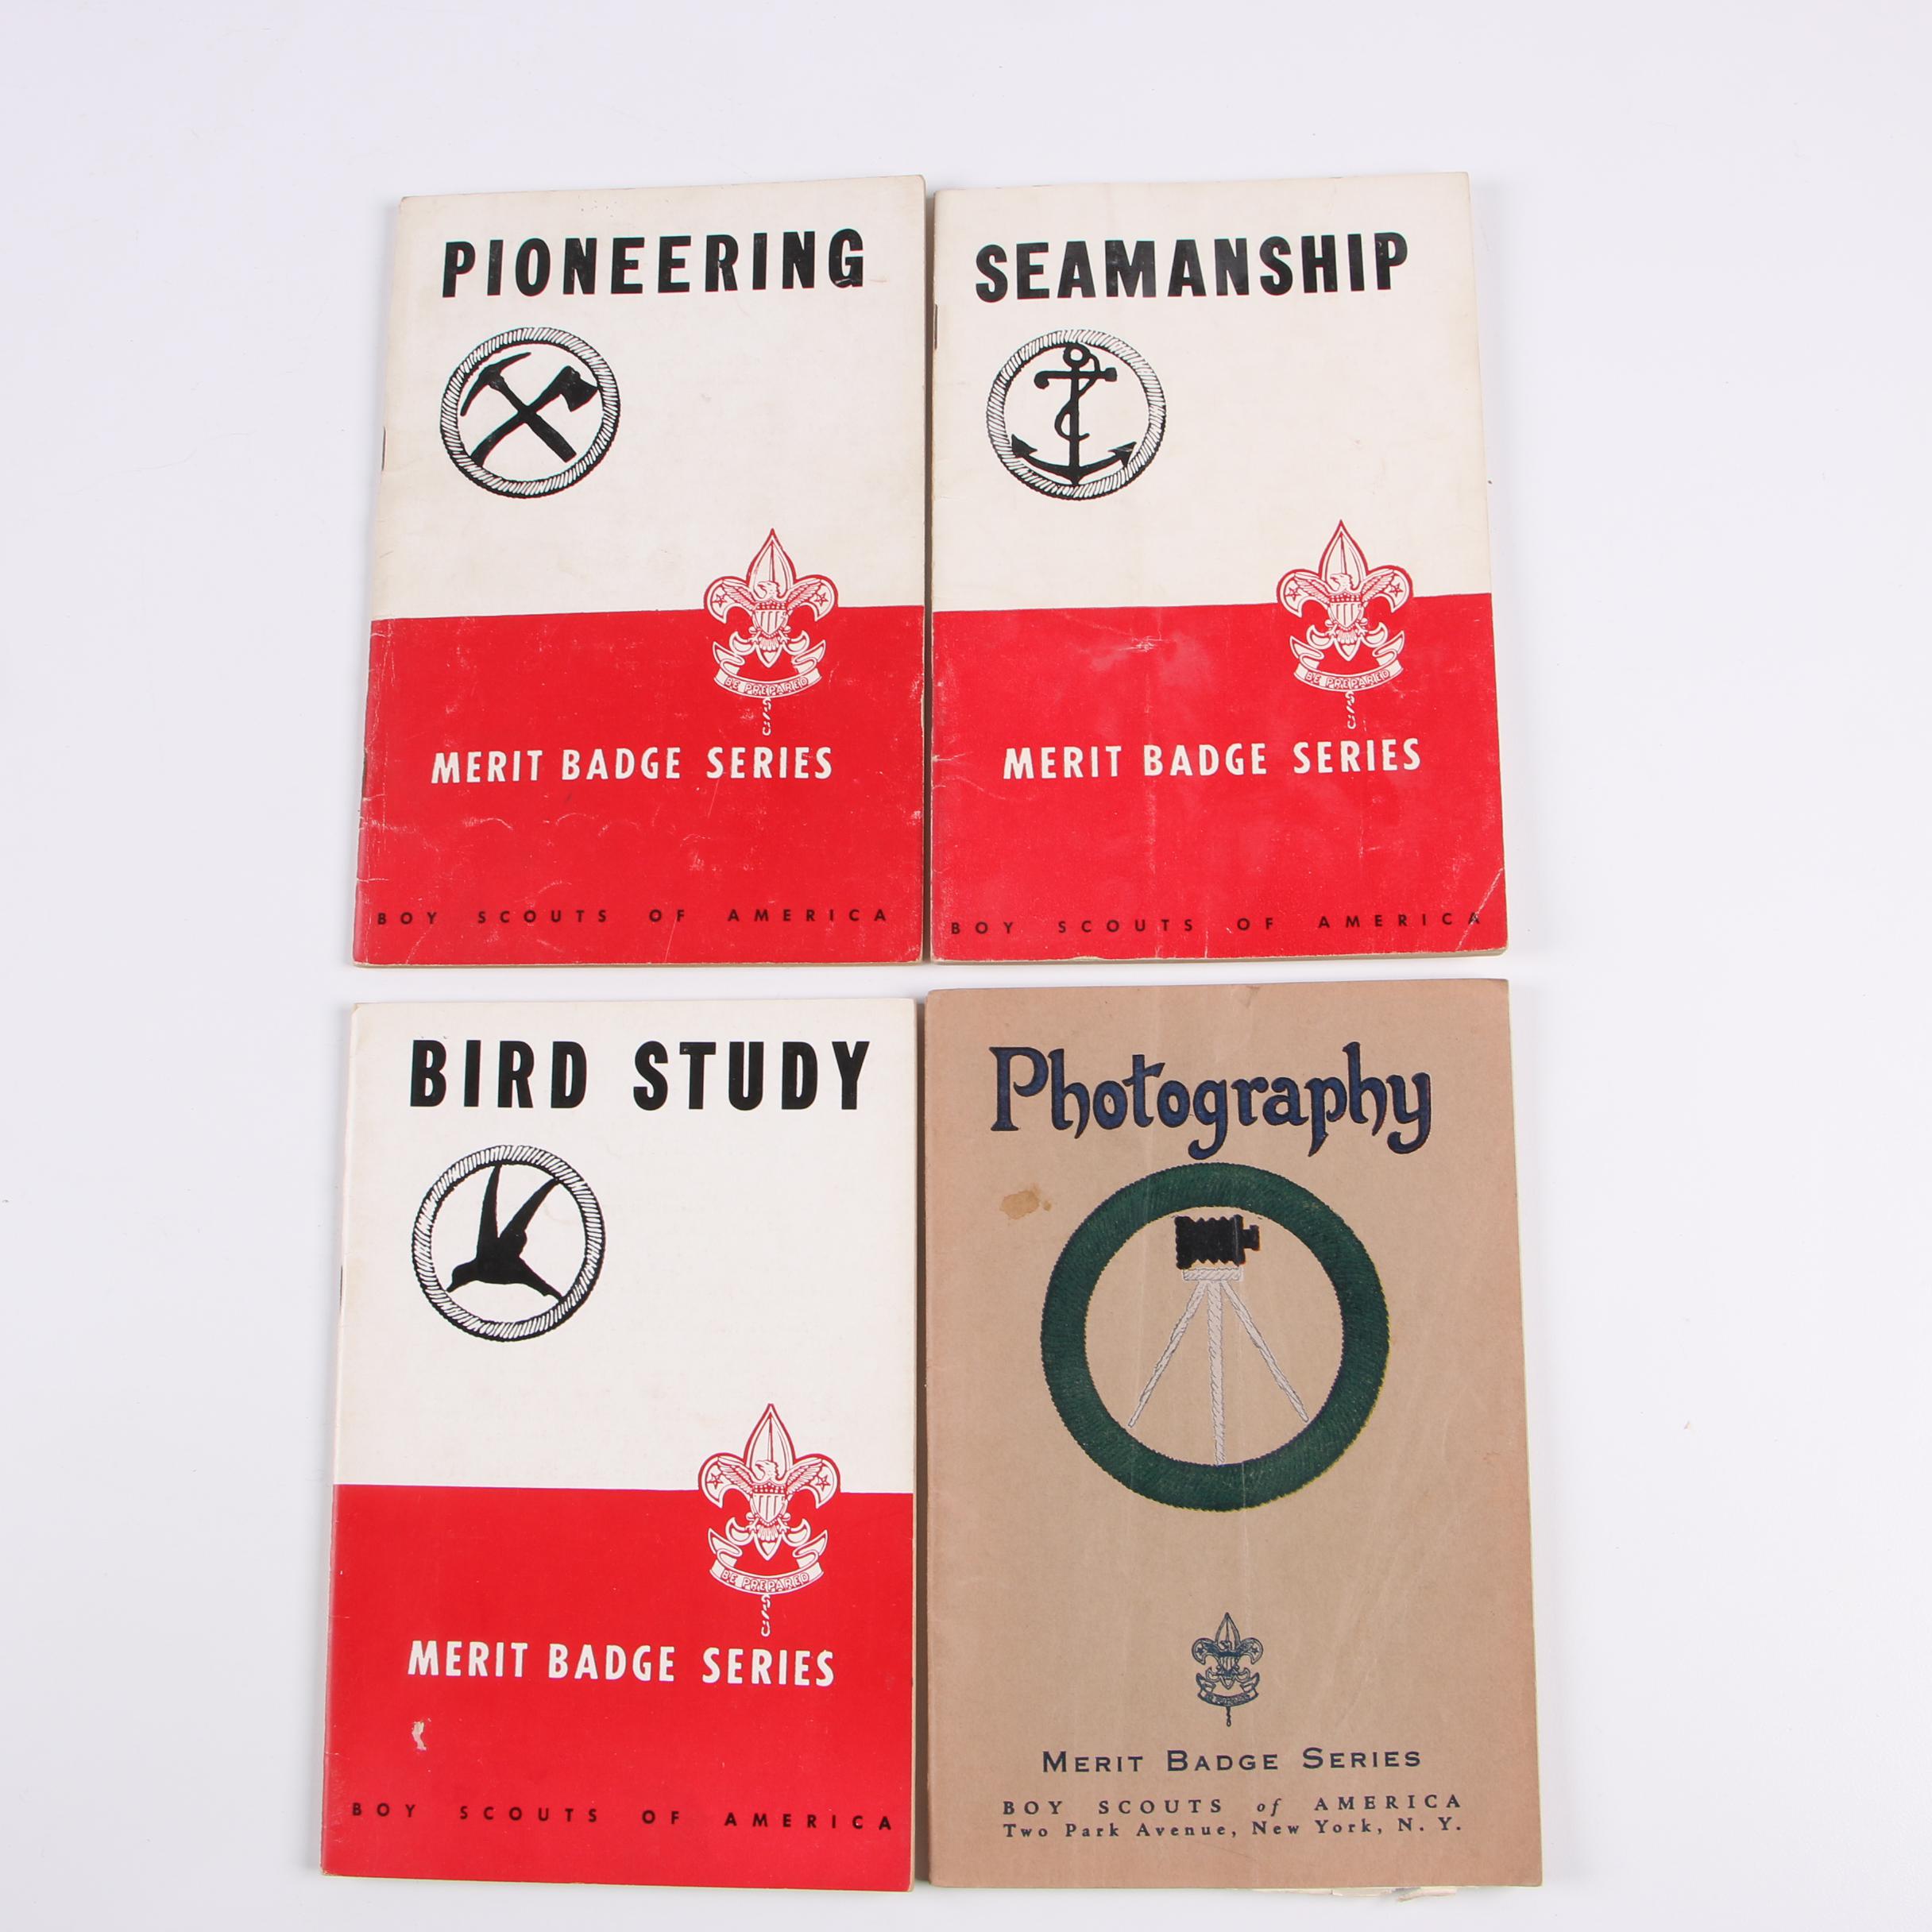 PIONEERING
BE PREPARED
MERIT BADGE SERIES
BOY SCOUTS OF AMERICA
SEAMANSHIP
BE PREPARED
MERIT BADGE SERIES
BOY SCOUTS OF AMERICA
BIRD STUDY
BE PREPARED
MERIT BADGE SERIES
BOY SCOUTS OF AMERICA
Photography
BE PREPARED
MERIT BADGE SERIES
BOY SCOUTS of AMERICA
Two Park Avenue, New York, N. Y.